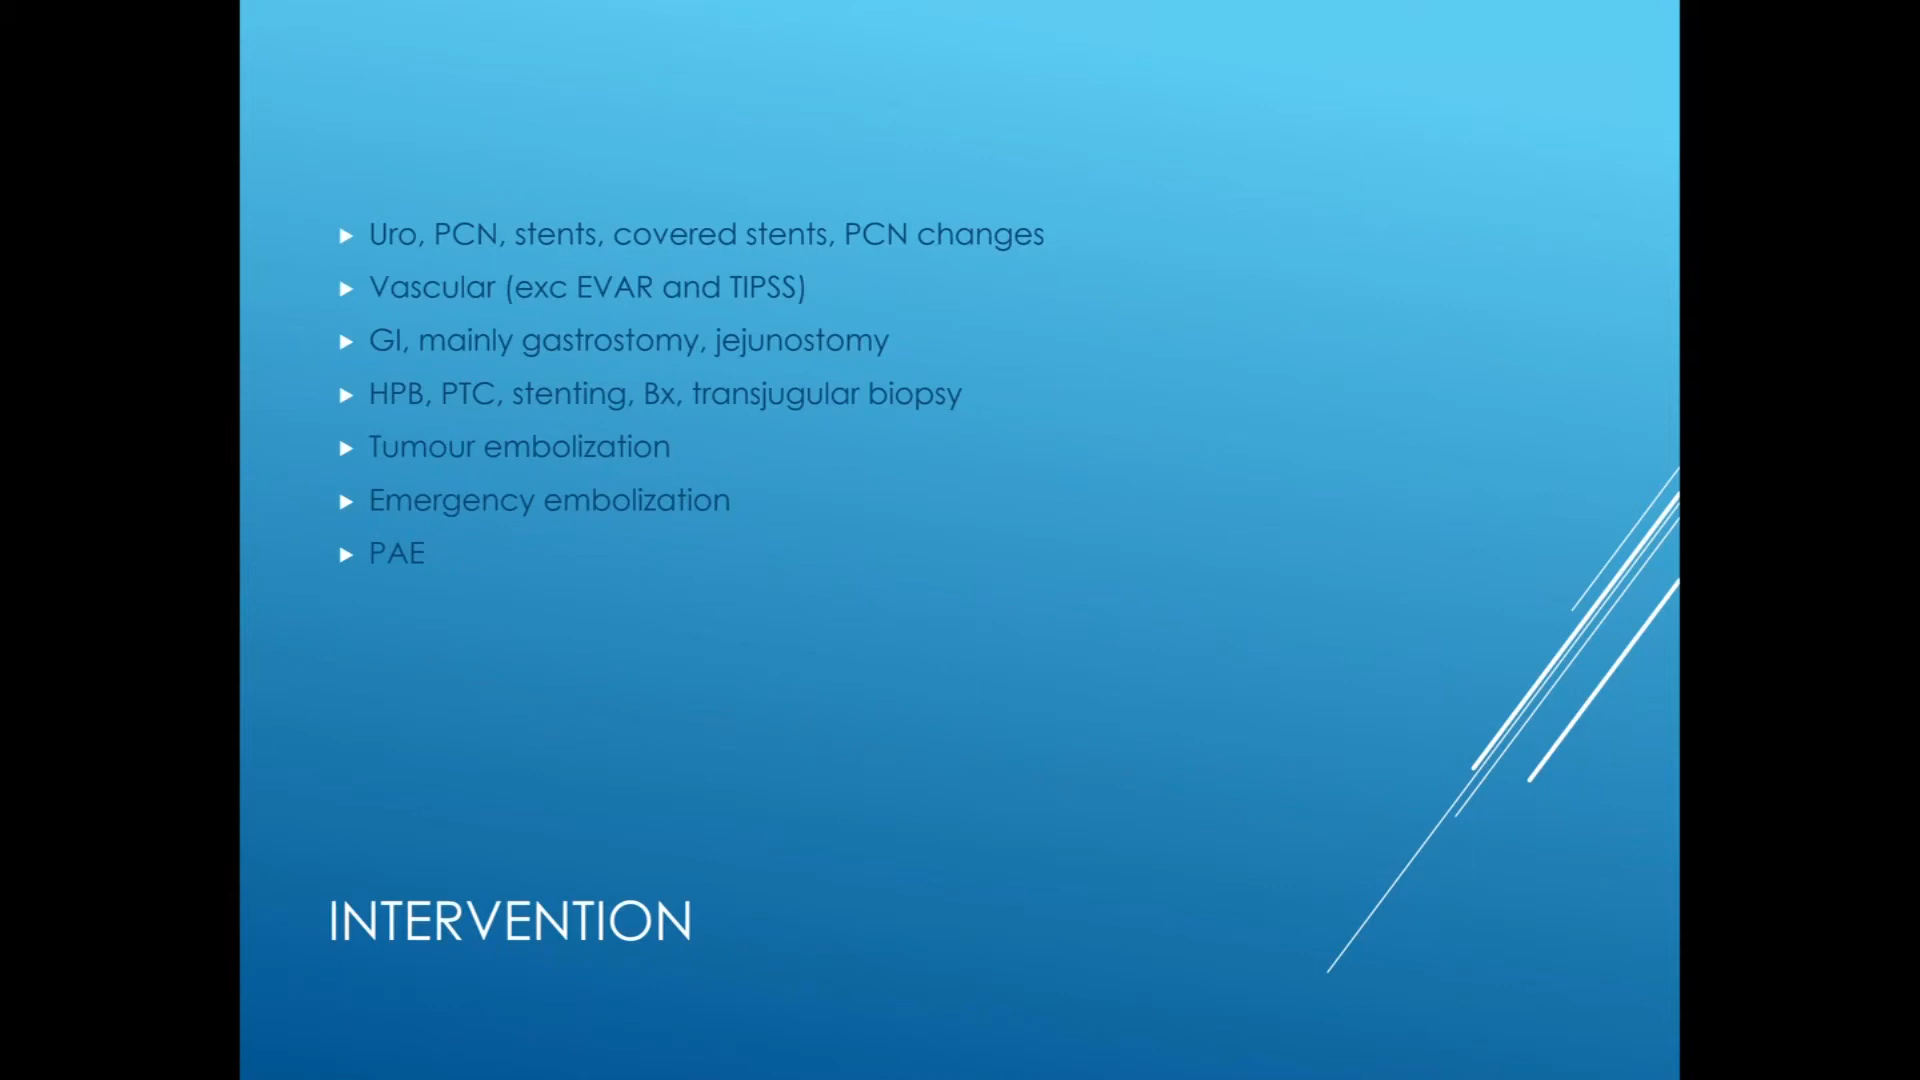 Uro, PCN, stents, covered stents, PCN changes
Vascular (exc EVAR and TIPSS)
GI, mainly gastrostomy, jejunostomy
HPB, PTC, stenting, Bx, transjugular biopsy
Tumour embolization
Emergency embolization
PAE
INTERVENTION